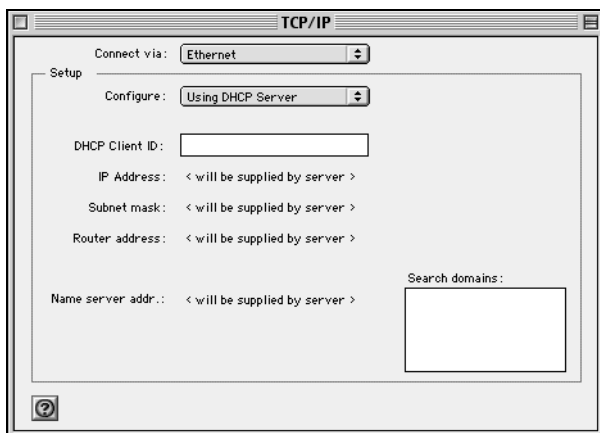 TCP/IP
Connect via: Ethernet
Setup
Configure: Using DHCP Server
DHCP Client ID:
IP Address: < will be supplied by server >
Subnet mask: < will be supplied by server >
Router address: < will be supplied by server >
Search domains:
Name server addr.: < will be supplied by server >
?